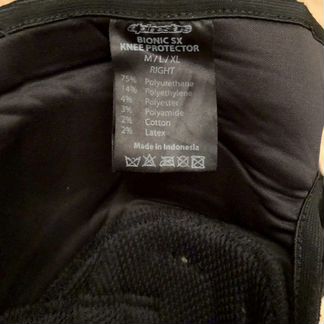 alpinestars
BIONIC SX
KNEE PROTECTOR
M / L / XL
RIGHT
75% Polyurethane
14% Polyethylene
4% Polyester
3% Polyamide
2% Cotton
2% Latex
Made in Indonesia